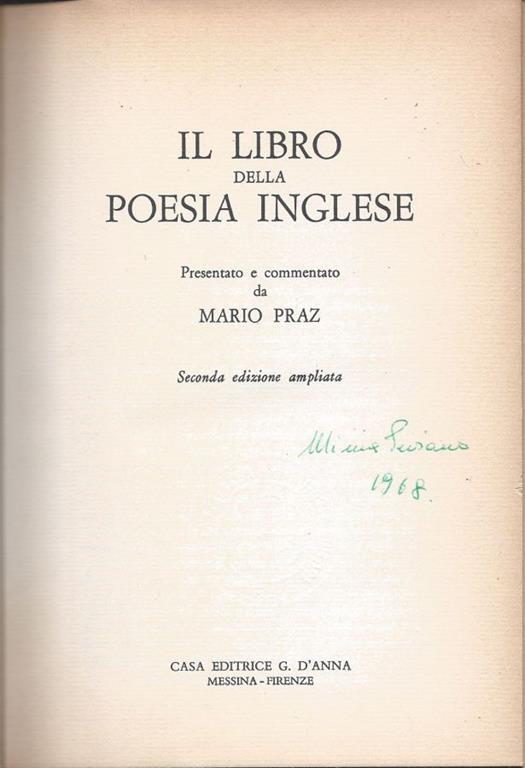 IL LIBRO
DELLA
POESIA INGLESE
Presentato e commentato
da
MARIO PRAZ
Seconda edizione ampliata
1968.
CASA EDITRICE G. D'ANNA
MESSINA - FIRENZE